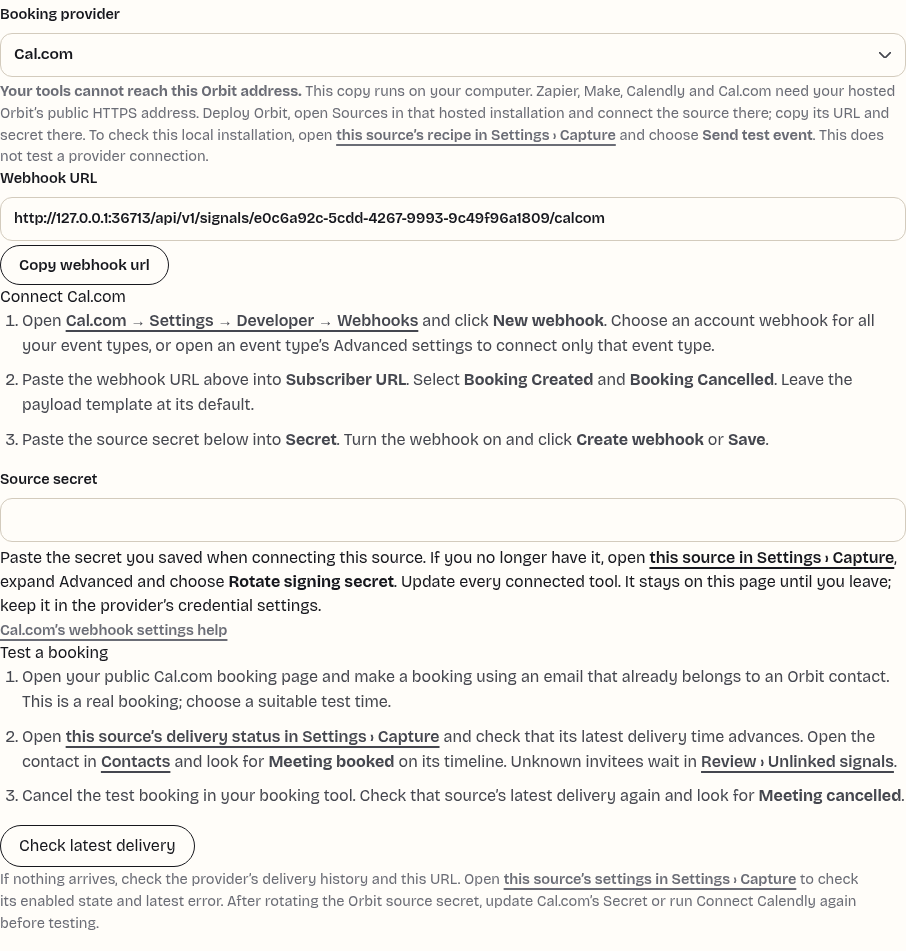 Booking provider
Cal.com
Your tools cannot reach this Orbit address. This copy runs on your computer. Zapier, Make, Calendly and Cal.com need your hosted
Orbit's public HTTPS address. Deploy Orbit, open Sources in that hosted installation and connect the source there; copy its URL and
secret there. To check this local installation, open this source's recipe in Settings › Capture and choose Send test event. This does
not test a provider connection.
Webhook URL
http://127.0.0.1:36713/api/v1/signals/e0c6a92c-5cdd-4267-9993-9c49f96a1809/calcom
Copy webhook url
Connect Cal.com
1. Open Cal.com → Settings → Developer → Webhooks and click New webhook. Choose an account webhook for all
your event types, or open an event type's Advanced settings to connect only that event type.
2. Paste the webhook URL above into Subscriber URL. Select Booking Created and Booking Cancelled. Leave the
payload template at its default.
3. Paste the source secret below into Secret. Turn the webhook on and click Create webhook or Save.
Source secret
Paste the secret you saved when connecting this source. If you no longer have it, open this source in Settings › Capture,
expand Advanced and choose Rotate signing secret. Update every connected tool. It stays on this page until you leave;
keep it in the provider's credential settings.
Cal.com's webhook settings help
Test a booking
1. Open your public Cal.com booking page and make a booking using an email that already belongs to an Orbit contact.
This is a real booking; choose a suitable test time.
2. Open this source's delivery status in Settings › Capture and check that its latest delivery time advances. Open the
contact in Contacts and look for Meeting booked on its timeline. Unknown invitees wait in Review › Unlinked signals.
3. Cancel the test booking in your booking tool. Check that source's latest delivery again and look for Meeting cancelled.
Check latest delivery
If nothing arrives, check the provider's delivery history and this URL. Open this source's settings in Settings › Capture to check
its enabled state and latest error. After rotating the Orbit source secret, update Cal.com's Secret or run Connect Calendly again
before testing.